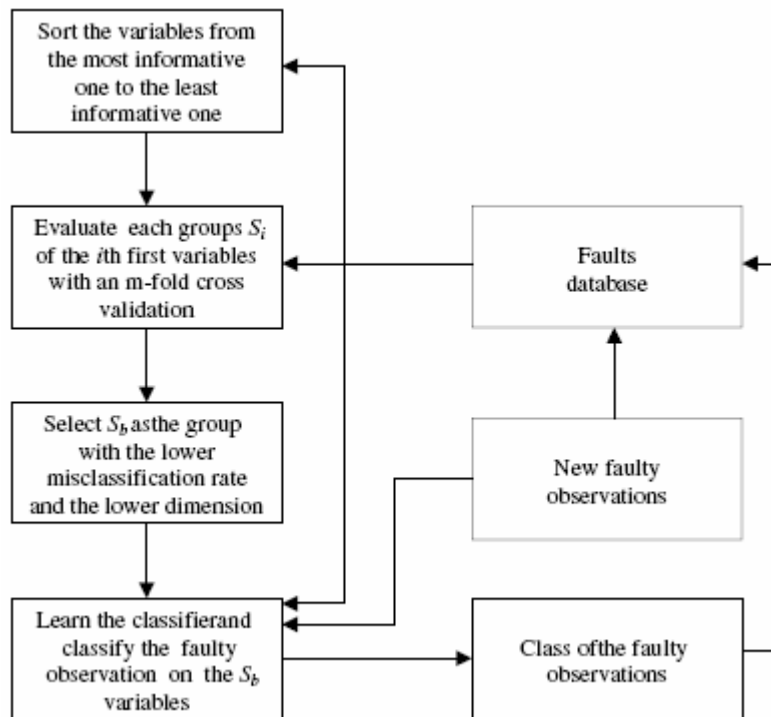 Sort the variables from
the most informative
one to the least
informative one
Evaluate each groups Si
of the ith first variables
with an m-fold cross
validation
Faults
database
Select Sb asthe group
with the lower
misclassification rate
and the lower dimension
New faulty
observations
Learn the classifierand
classify the faulty
observation on the Sb
variables
Class ofthe faulty
observations